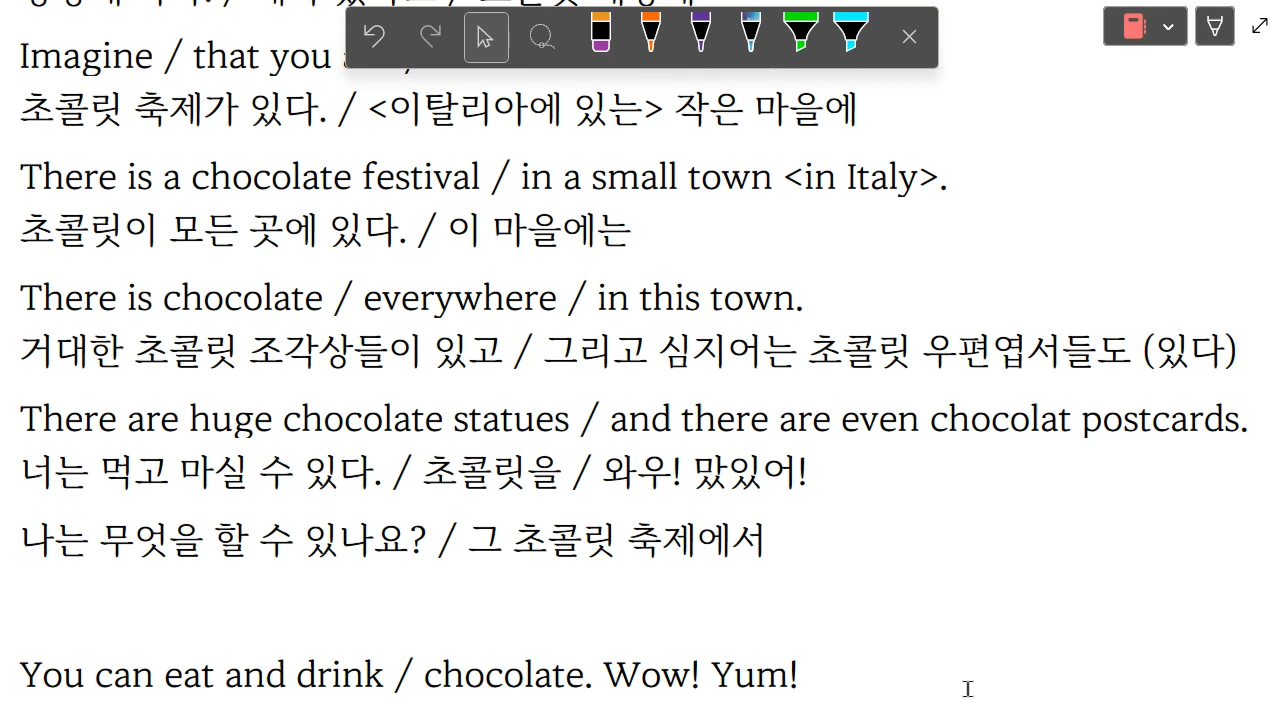 Imagine / that you
초콜릿 축제가 있다. / <이탈리아에 있는> 작은 마을에
There is a chocolate festival / in a small town <in Italy>.
초콜릿이 모든 곳에 있다. / 이 마을에는
There is chocolate / everywhere / in this town.
거대한 초콜릿 조각상들이 있고 / 그리고 심지어는 초콜릿 우편엽서들도 (있다)
There are huge chocolate statues / and there are even chocolat postcards.
너는 먹고 마실 수 있다. / 초콜릿을 / 와우! 맜있어!
나는 무엇을 할 수 있나요? / 그 초콜릿 축제에서
You can eat and drink / chocolate. Wow! Yum!